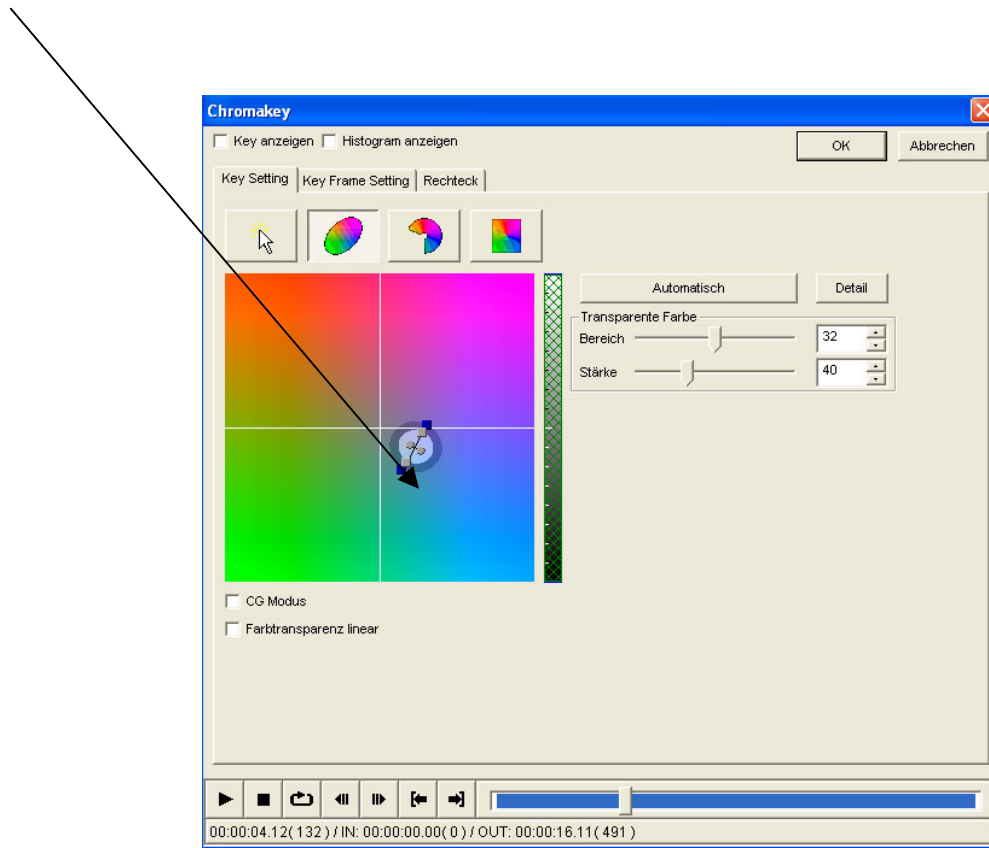 Chromakey
Key anzeigen Histogram anzeigen
OK Abbrechen
Key Setting Key Frame Setting Rechteck
Automatisch Detail
Transparente Farbe
Bereich 32
Stärke 40
CG Modus
Farbtransparenz linear
00:00:04.12( 132 ) / IN: 00:00:00.00( 0 ) / OUT: 00:00:16.11( 491 )